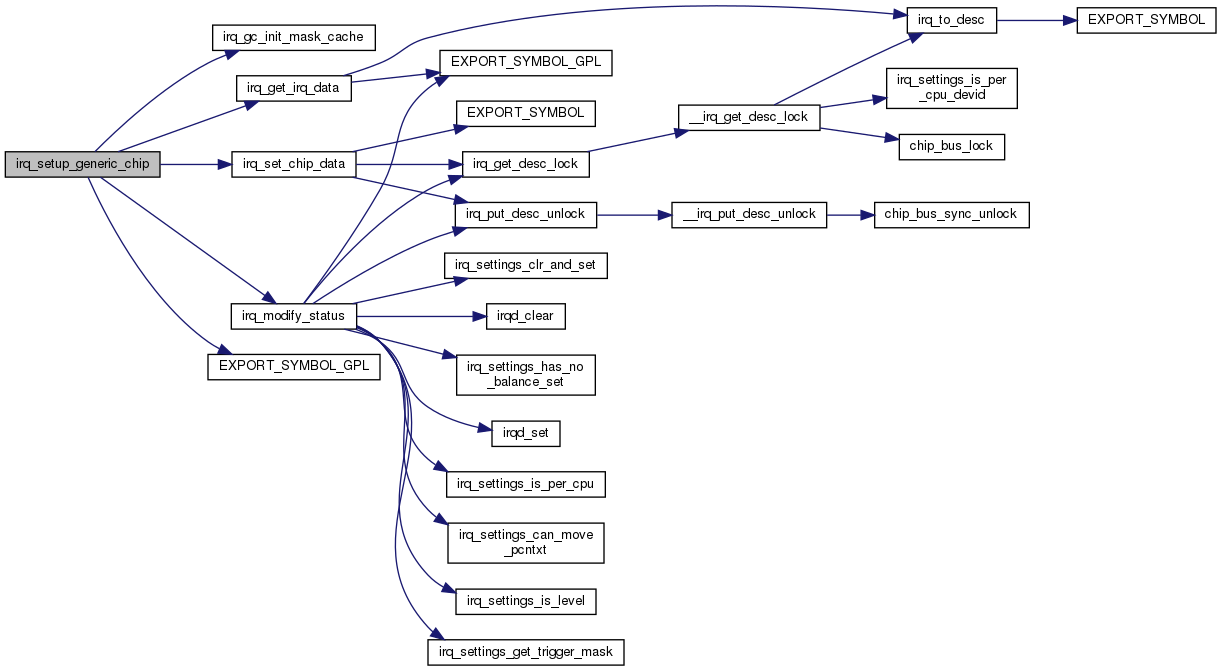 irq_setup_generic_chip
irq_gc_init_mask_cache
irq_get_irq_data
irq_set_chip_data
irq_modify_status
EXPORT_SYMBOL_GPL
EXPORT_SYMBOL_GPL
EXPORT_SYMBOL
irq_get_desc_lock
irq_put_desc_unlock
irq_settings_clr_and_set
irqd_clear
irq_settings_has_no
_balance_set
irqd_set
irq_settings_is_per_cpu
irq_settings_can_move
_pcntxt
irq_settings_is_level
irq_settings_get_trigger_mask
__irq_get_desc_lock
__irq_put_desc_unlock
irq_to_desc
irq_settings_is_per
_cpu_devid
chip_bus_lock
chip_bus_sync_unlock
EXPORT_SYMBOL